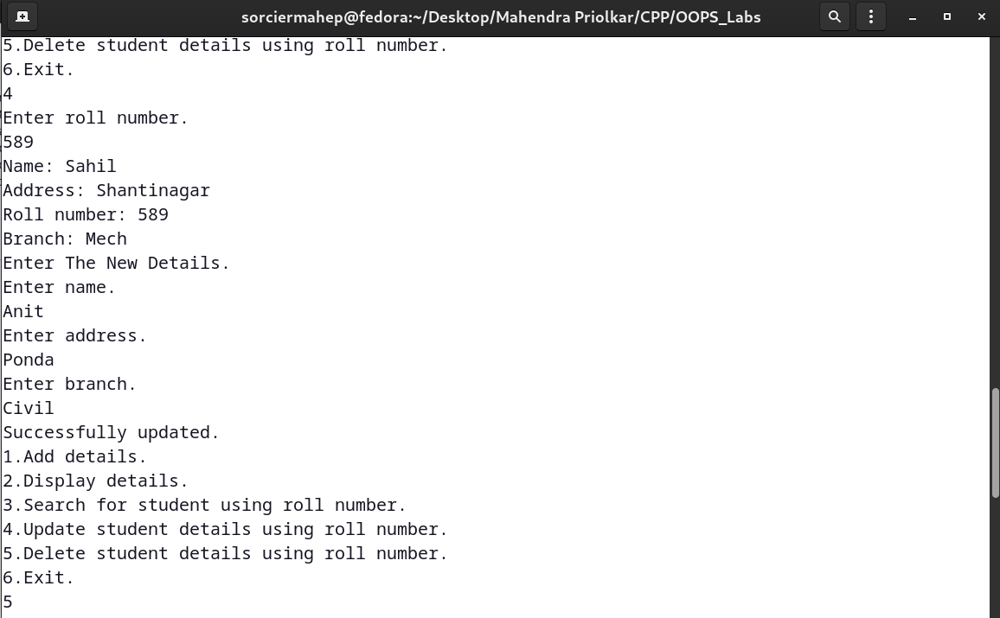 sorciermahep@fedora:~/Desktop/Mahendra Priolkar/CPP/OOPS_Labs
5.Delete student details using roll number.
6.Exit.
4
Enter roll number.
589
Name: Sahil
Address: Shantinagar
Roll number: 589
Branch: Mech
Enter The New Details.
Enter name.
Anit
Enter address.
Ponda
Enter branch.
Civil
Successfully updated.
1.Add details.
2.Display details.
3.Search for student using roll number.
4.Update student details using roll number.
5.Delete student details using roll number.
6.Exit.
5